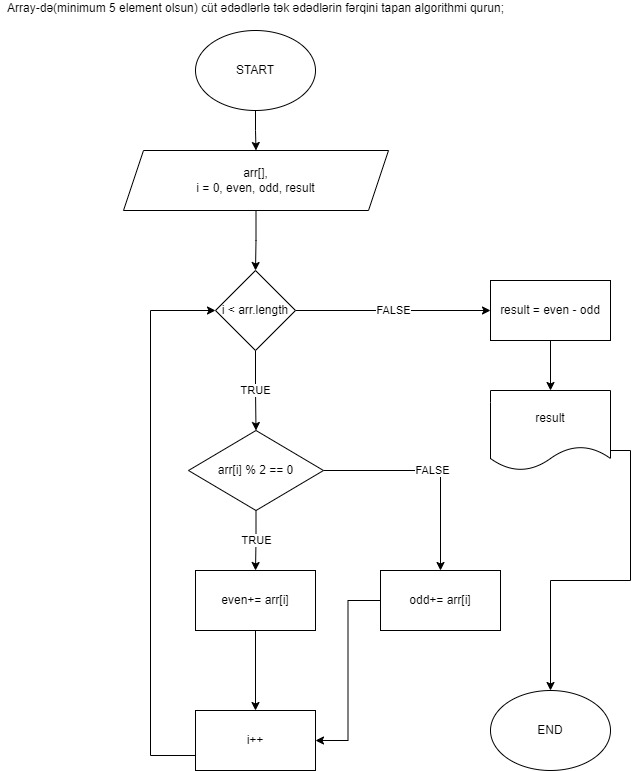 Array-də(minimum 5 element olsun) cüt ədədlərlə tək ədədlərin fərqini tapan algorithmi qurun;
START
arr[],
i = 0, even, odd, result
i < arr.length
FALSE
result = even - odd
TRUE
result
arr[i] % 2 == 0
FALSE
TRUE
even+= arr[i]
odd+= arr[i]
i++
END